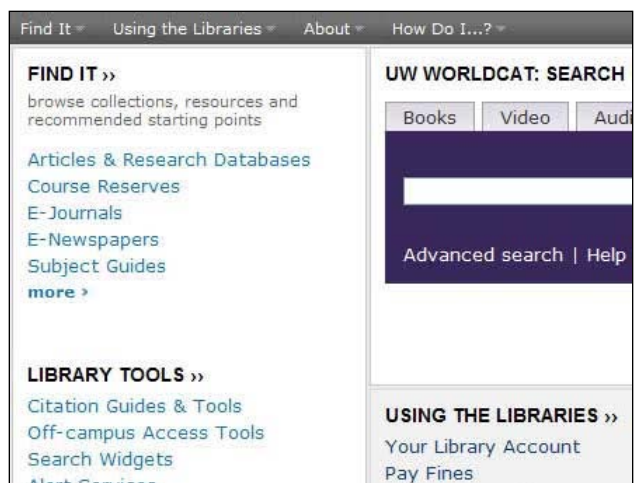 Find It Using the Libraries About How Do I...?
FIND IT ››
browse collections, resources and
recommended starting points
Articles & Research Databases
Course Reserves
E-Journals
E-Newspapers
Subject Guides
more ›
LIBRARY TOOLS ››
Citation Guides & Tools
Off-campus Access Tools
Search Widgets
UW WORLDCAT: SEARCH
Books Video Audi
Advanced search | Help
USING THE LIBRARIES ››
Your Library Account
Pay Fines